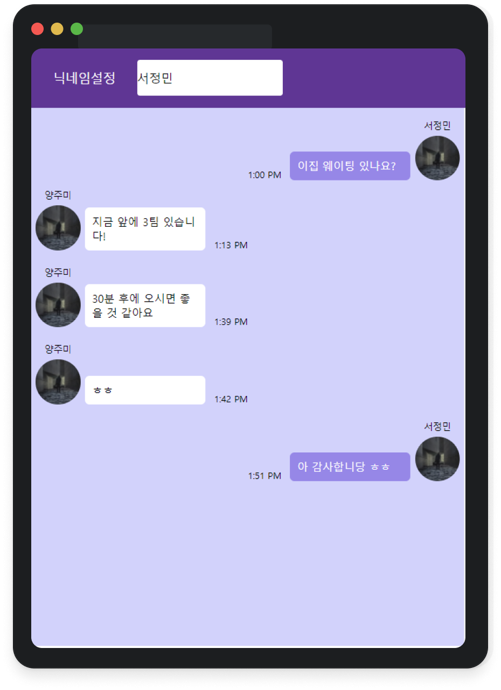 닉네임설정 서정민
서정민
이집 웨이팅 있나요?
1:00 PM
양주미
지금 앞에 3팀 있습니
다!
1:13 PM
양주미
30분 후에 오시면 좋
을 것 같아요
1:39 PM
양주미
ㅎㅎ
1:42 PM
서정민
아 감사합니당 ㅎㅎ
1:51 PM